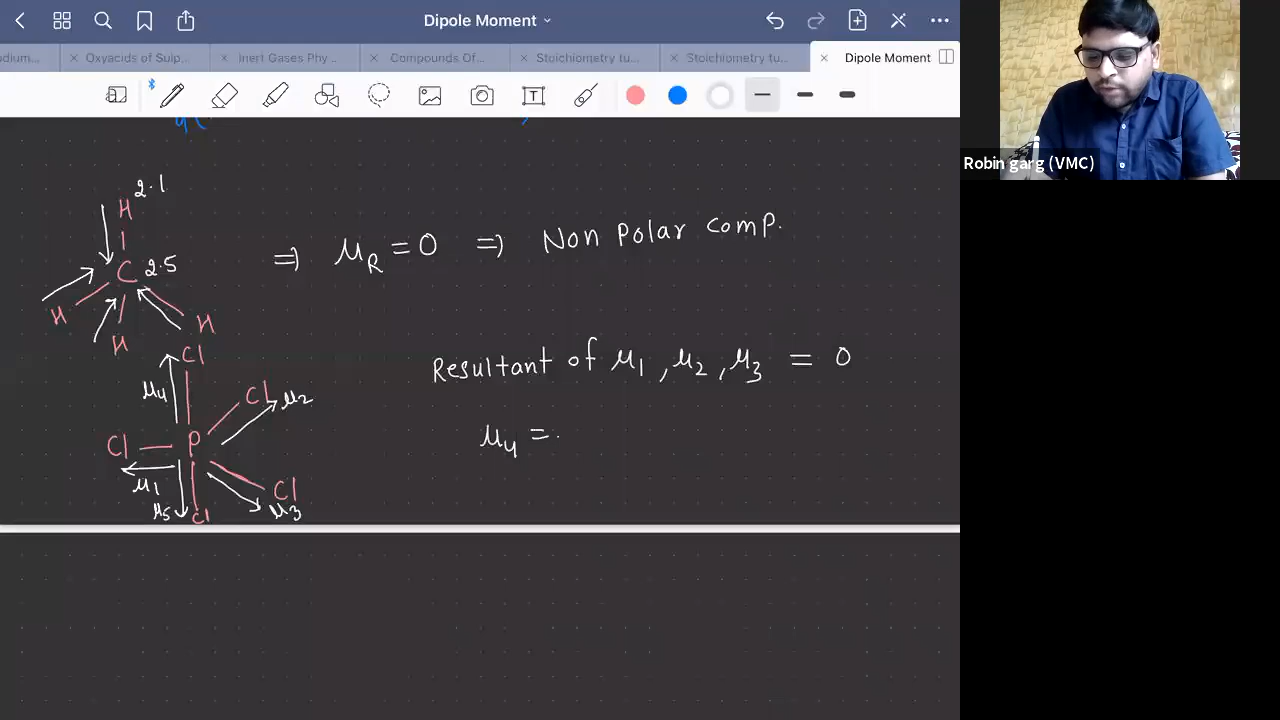 Dipole Moment
odium...
Oxyacids of Sulp...
Inert Gases Phy...
Compounds Of...
Stoichiometry tu...
Stoichiometry tu...
Dipole Moment
T
Robin garg (VMC)
H 2.1
C 2.5
H
H
H
⇒ μR = 0 ⇒ Non Polar comp.
Cl
μ4
Cl μ2
Cl P
μ1
μ5 Cl
Cl
μ3
Resultant of μ1, μ2, μ3 = 0
μ4 =